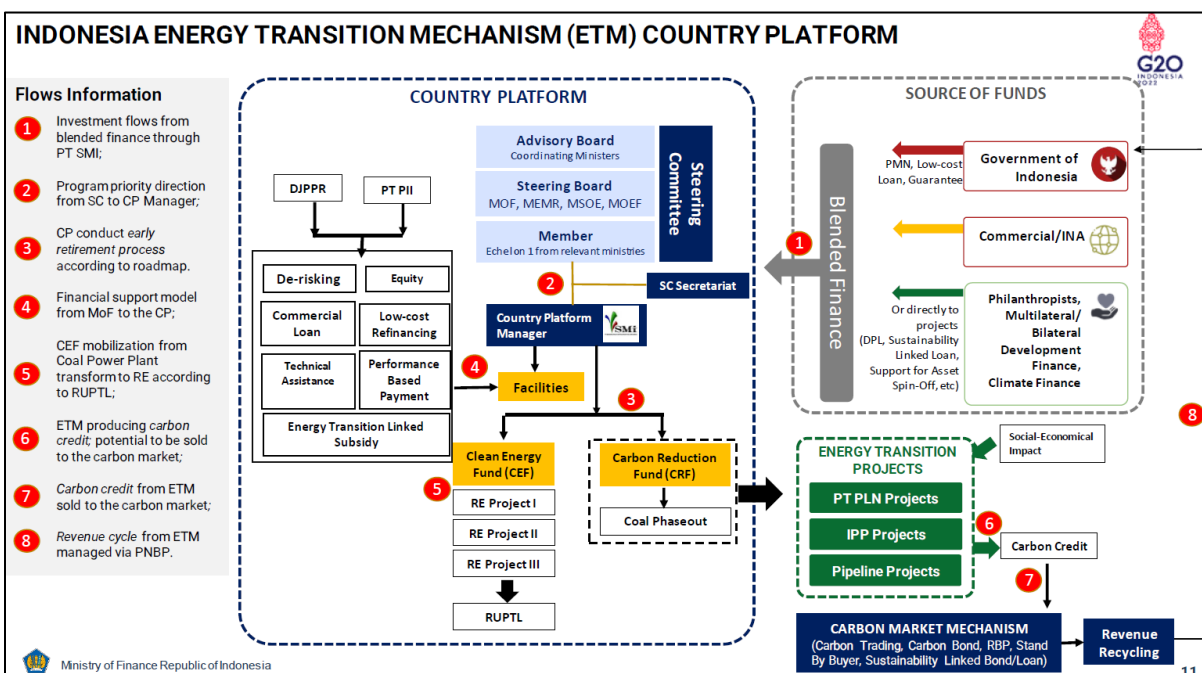 INDONESIA ENERGY TRANSITION MECHANISM (ETM) COUNTRY PLATFORM
G20
INDONESIA
2022
Flows Information
1
Investment flows from
blended finance through
PT SMI;
2
Program priority direction
from SC to CP Manager;
3
CP conduct early
retirement process
according to roadmap.
4
Financial support model
from MoF to the CP;
5
CEF mobilization from
Coal Power Plant
transform to RE according
to RUPTL;
6
ETM producing carbon
credit; potential to be sold
to the carbon market;
7
Carbon credit from ETM
sold to the carbon market;
8
Revenue cycle from ETM
managed via PNBP.
COUNTRY PLATFORM
DJPPR
PT PII
De-risking
Equity
Commercial
Loan
Low-cost
Refinancing
Technical
Assistance
Performance
Based
Payment
Energy Transition Linked
Subsidy
Advisory Board
Coordinating Ministers
Steering Board
MOF, MEMR, MSOE, MOEF
Member
Echelon 1 from relevant ministries
Steering
Committee
2
SC Secretariat
Country Platform
Manager
SMI
4
Facilities
3
Clean Energy
Fund (CEF)
5
RE Project I
RE Project II
RE Project III
RUPTL
Carbon Reduction
Fund (CRF)
Coal Phaseout
SOURCE OF FUNDS
1
Blended Finance
PMN, Low-cost
Loan, Guarantee
Government of
Indonesia
Commercial/INA
Or directly to
projects
(DPL, Sustainability
Linked Loan,
Support for Asset
Spin-Off, etc)
Philanthropists,
Multilateral/
Bilateral
Development
Finance,
Climate Finance
8
ENERGY TRANSITION
PROJECTS
PT PLN Projects
IPP Projects
Pipeline Projects
Social-Economical
Impact
6
Carbon Credit
7
CARBON MARKET MECHANISM
(Carbon Trading, Carbon Bond, RBP, Stand
By Buyer, Sustainability Linked Bond/Loan)
Revenue
Recycling
Ministry of Finance Republic of Indonesia
11